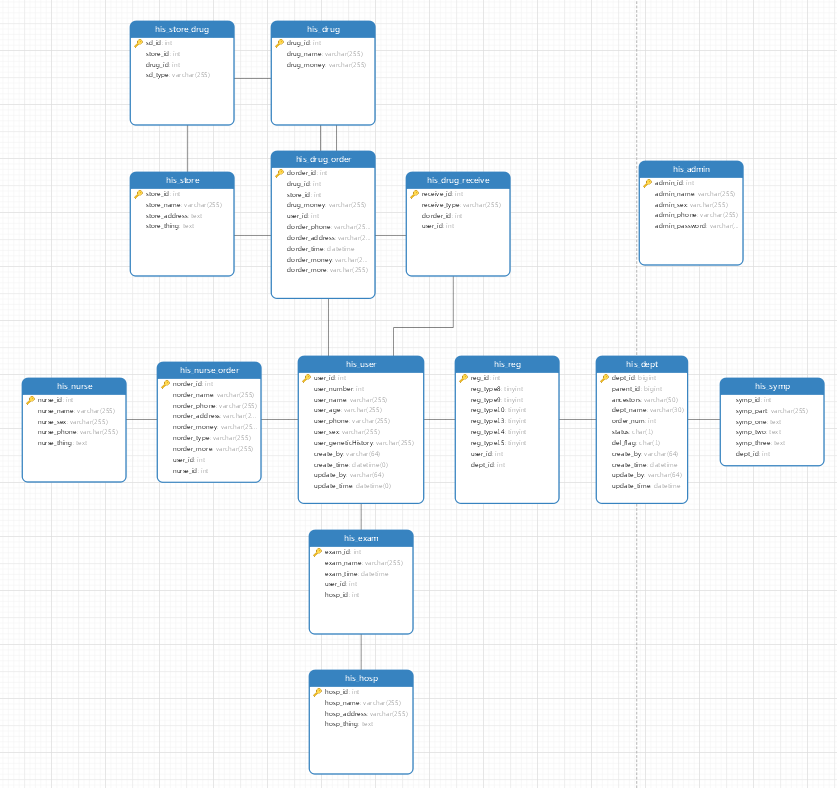 his_store_drug
sd_id: int
store_id: int
drug_id: int
sd_type: varchar(255)
his_drug
drug_id: int
drug_name: varchar(255)
drug_money: varchar(255)
his_store
store_id: int
store_name: varchar(255)
store_address: text
store_thing: text
his_drug_order
dorder_id: int
drug_id: int
store_id: int
drug_money: varchar(255)
user_id: int
dorder_phone: varchar(25...
dorder_address: varchar(2...
dorder_time: datetime
dorder_money: varchar(2...
dorder_more: varchar(255)
his_drug_receive
receive_id: int
receive_type: varchar(255)
dorder_id: int
user_id: int
his_admin
admin_id: int
admin_name: varchar(255)
admin_sex: varchar(255)
admin_phone: varchar(255)
admin_password: varchar(...
his_nurse
nurse_id: int
nurse_name: varchar(255)
nurse_sex: varchar(255)
nurse_phone: varchar(255)
nurse_thing: text
his_nurse_order
norder_id: int
norder_name: varchar(255)
norder_phone: varchar(255)
norder_address: varchar(2...
norder_money: varchar(25...
norder_type: varchar(255)
norder_more: varchar(255)
user_id: int
nurse_id: int
his_user
user_id: int
user_number: int
user_name: varchar(255)
user_age: varchar(255)
user_phone: varchar(255)
user_sex: varchar(255)
user_geneticHistory: varchar(255)
create_by: varchar(64)
create_time: datetime(0)
update_by: varchar(64)
update_time: datetime(0)
his_reg
reg_id: int
reg_type8: tinyint
reg_type9: tinyint
reg_type10: tinyint
reg_type13: tinyint
reg_type14: tinyint
reg_type15: tinyint
user_id: int
dept_id: int
his_dept
dept_id: bigint
parent_id: bigint
ancestors: varchar(50)
dept_name: varchar(30)
order_num: int
status: char(1)
del_flag: char(1)
create_by: varchar(64)
create_time: datetime
update_by: varchar(64)
update_time: datetime
his_symp
symp_id: int
symp_part: varchar(255)
symp_one: text
symp_two: text
symp_three: text
dept_id: int
his_exam
exam_id: int
exam_name: varchar(255)
exam_time: datetime
user_id: int
hosp_id: int
his_hosp
hosp_id: int
hosp_name: varchar(255)
hosp_address: varchar(255)
hosp_thing: text